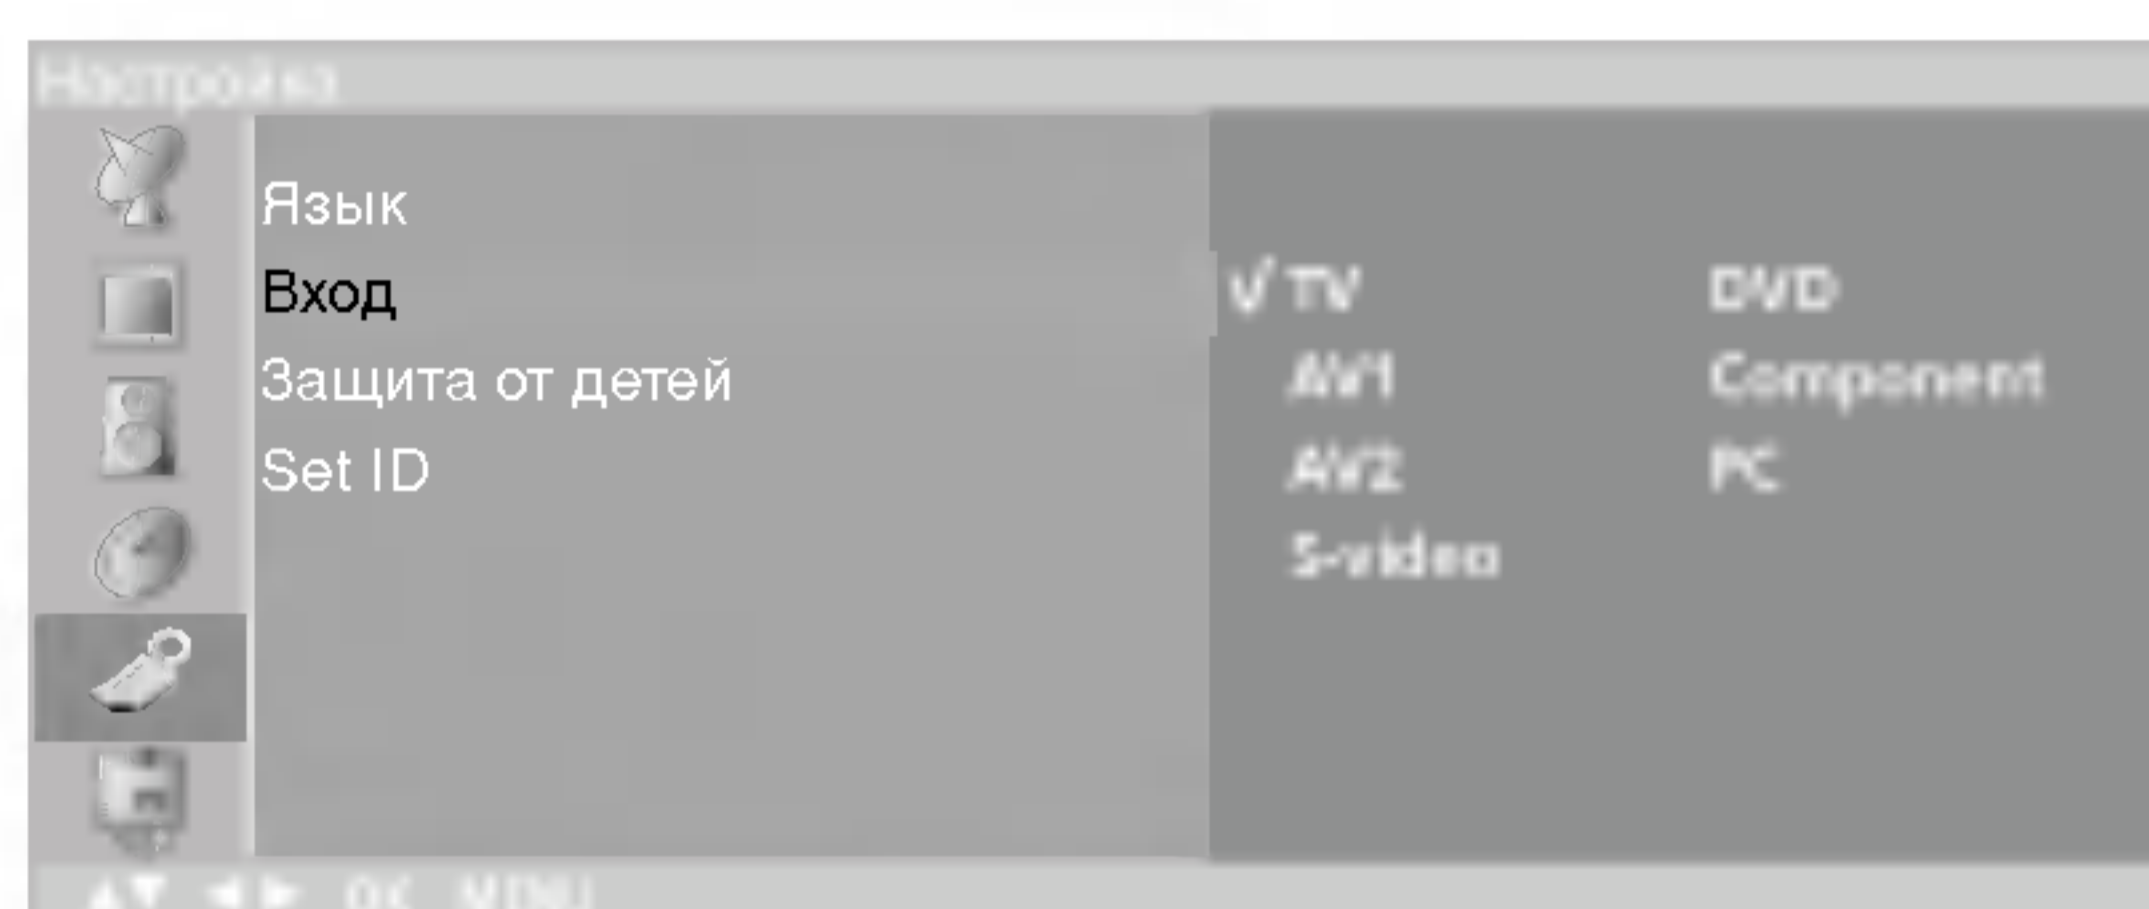 Настройка
Язык
Вход
Защита от детей
Set ID
√ TV
AV1
AV2
S-video
DVD
Component
PC
▲▼ ◄► OK MENU